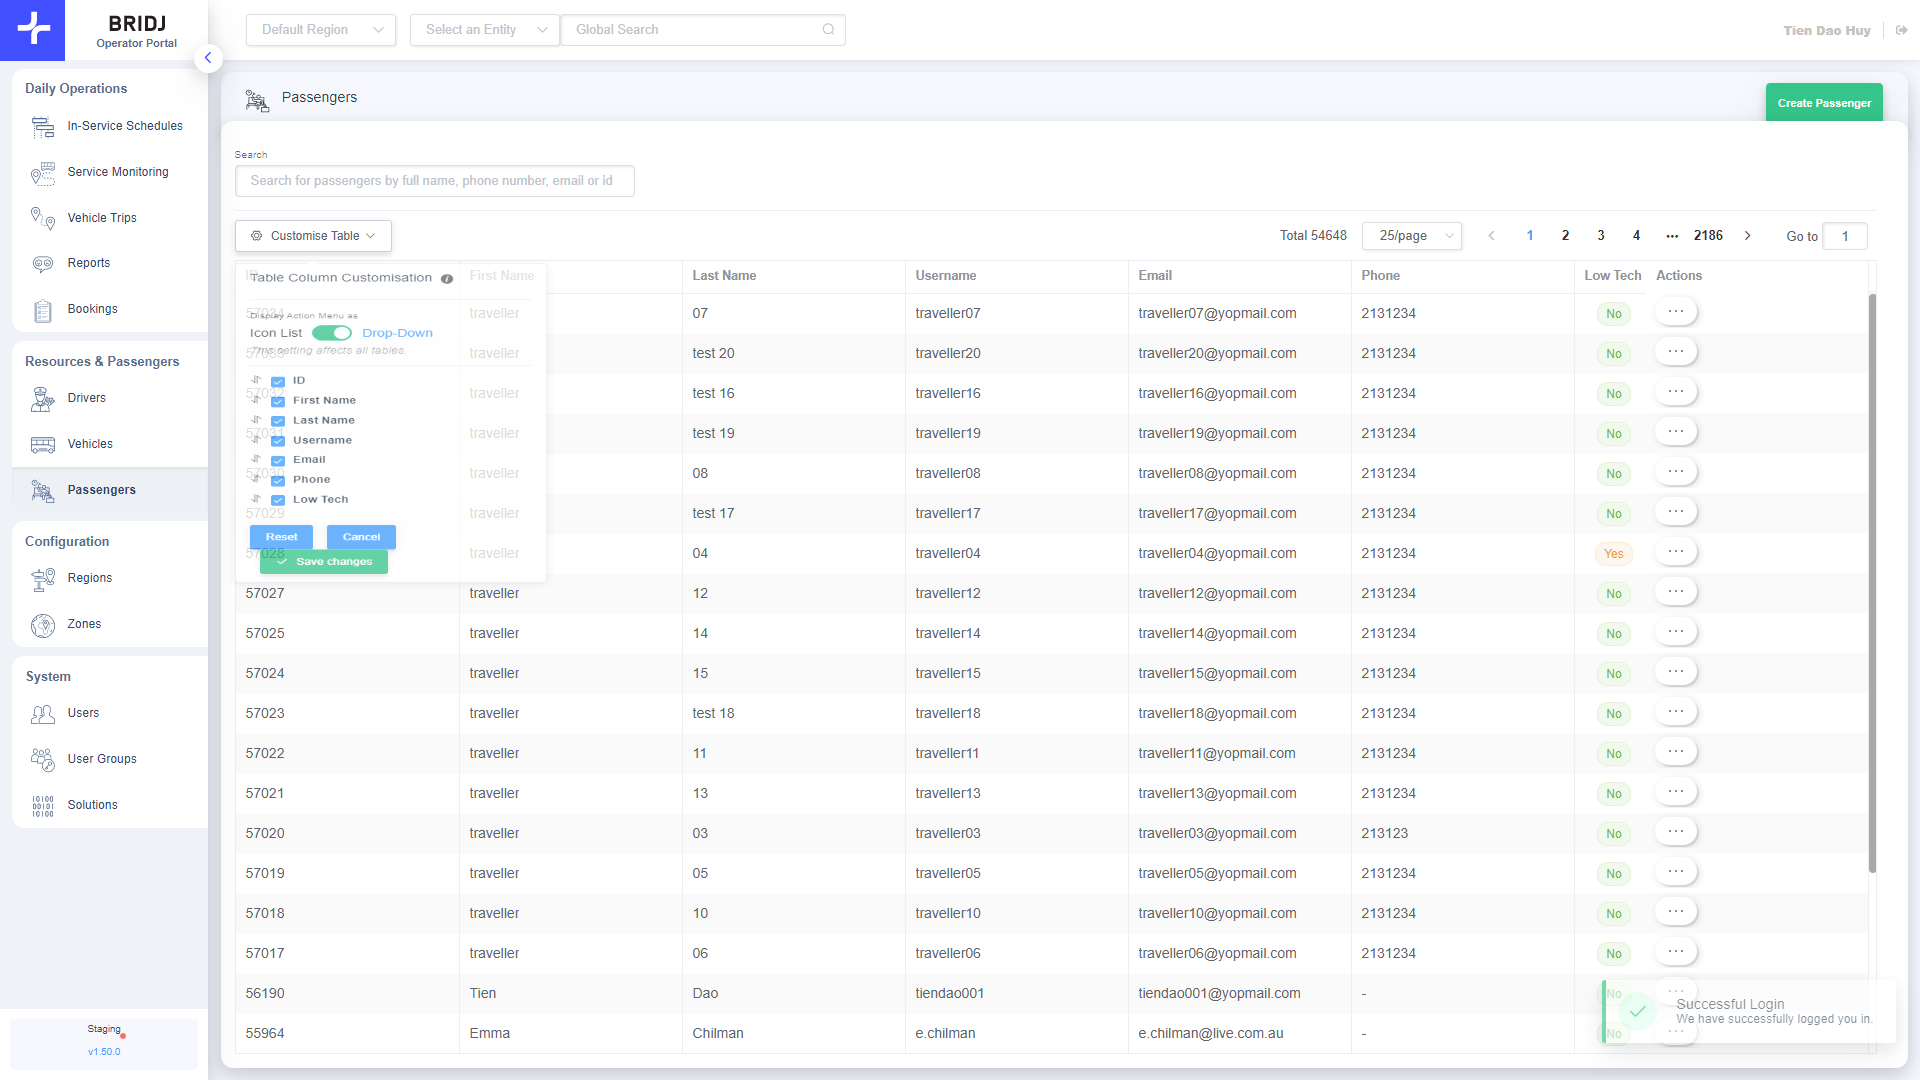 BRIDJ
Operator Portal
Default Region
Select an Entity
Global Search
Tien Dao Huy
Daily Operations
In-Service Schedules
Service Monitoring
Vehicle Trips
Reports
Bookings
Resources & Passengers
Drivers
Vehicles
Passengers
Configuration
Regions
Zones
System
Users
User Groups
Solutions
Staging
v1.50.0
Passengers
Create Passenger
Search
Search for passengers by full name, phone number, email or id
Customise Table
Total 54648 25/page 1 2 3 4 ••• 2186 Go to 1
Table Column Customisation
Display Action Menu as
Icon List Drop-Down
This setting affects all tables.
ID
First Name
Last Name
Username
Email
Phone
Low Tech
Reset Cancel
Save changes
ID First Name Last Name Username Email Phone Low Tech Actions
57034 traveller 07 traveller07 traveller07@yopmail.com 2131234 No ...
57033 traveller test 20 traveller20 traveller20@yopmail.com 2131234 No ...
57032 traveller test 16 traveller16 traveller16@yopmail.com 2131234 No ...
57031 traveller test 19 traveller19 traveller19@yopmail.com 2131234 No ...
57030 traveller 08 traveller08 traveller08@yopmail.com 2131234 No ...
57029 traveller test 17 traveller17 traveller17@yopmail.com 2131234 No ...
57028 traveller 04 traveller04 traveller04@yopmail.com 2131234 Yes ...
57027 traveller 12 traveller12 traveller12@yopmail.com 2131234 No ...
57025 traveller 14 traveller14 traveller14@yopmail.com 2131234 No ...
57024 traveller 15 traveller15 traveller15@yopmail.com 2131234 No ...
57023 traveller test 18 traveller18 traveller18@yopmail.com 2131234 No ...
57022 traveller 11 traveller11 traveller11@yopmail.com 2131234 No ...
57021 traveller 13 traveller13 traveller13@yopmail.com 2131234 No ...
57020 traveller 03 traveller03 traveller03@yopmail.com 213123 No ...
57019 traveller 05 traveller05 traveller05@yopmail.com 2131234 No ...
57018 traveller 10 traveller10 traveller10@yopmail.com 2131234 No ...
57017 traveller 06 traveller06 traveller06@yopmail.com 2131234 No ...
56190 Tien Dao tiendao001 tiendao001@yopmail.com - No ...
55964 Emma Chilman e.chilman e.chilman@live.com.au - No ...
Successful Login
We have successfully logged you in.